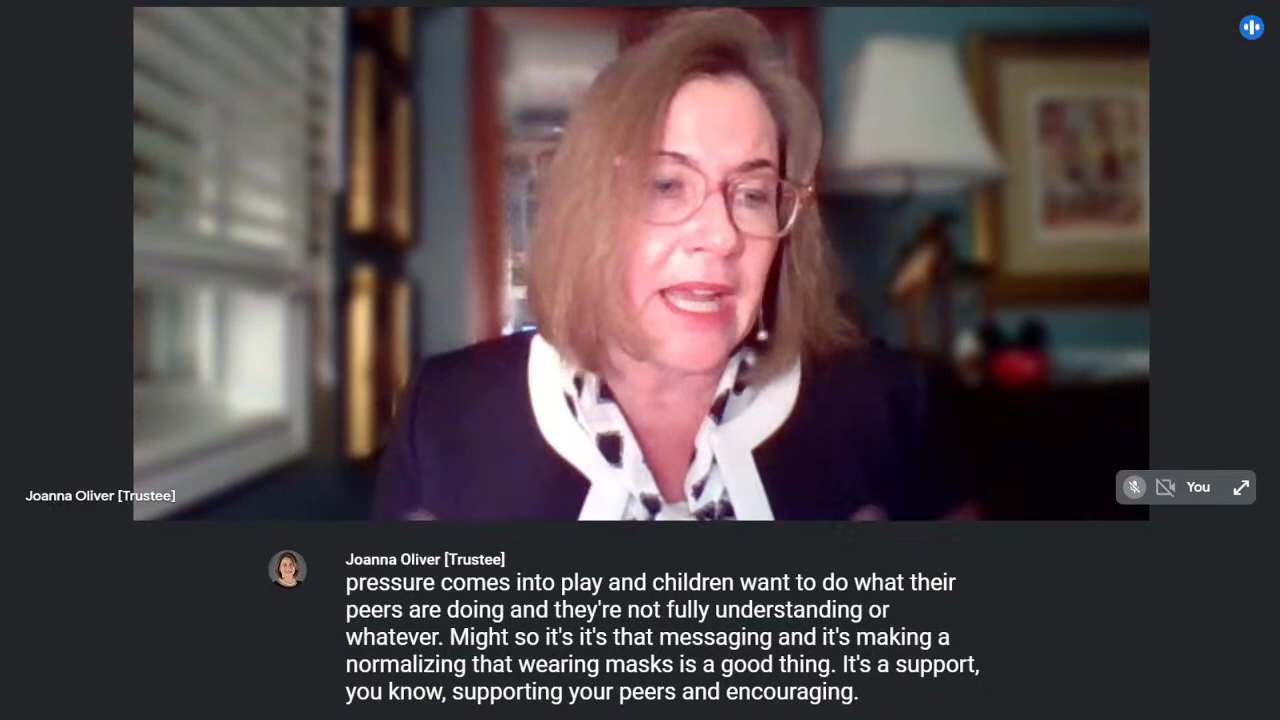 Joanna Oliver [Trustee]
You
Joanna Oliver [Trustee]
pressure comes into play and children want to do what their
peers are doing and they're not fully understanding or
whatever. Might so it's it's that messaging and it's making a
normalizing that wearing masks is a good thing. It's a support,
you know, supporting your peers and encouraging.